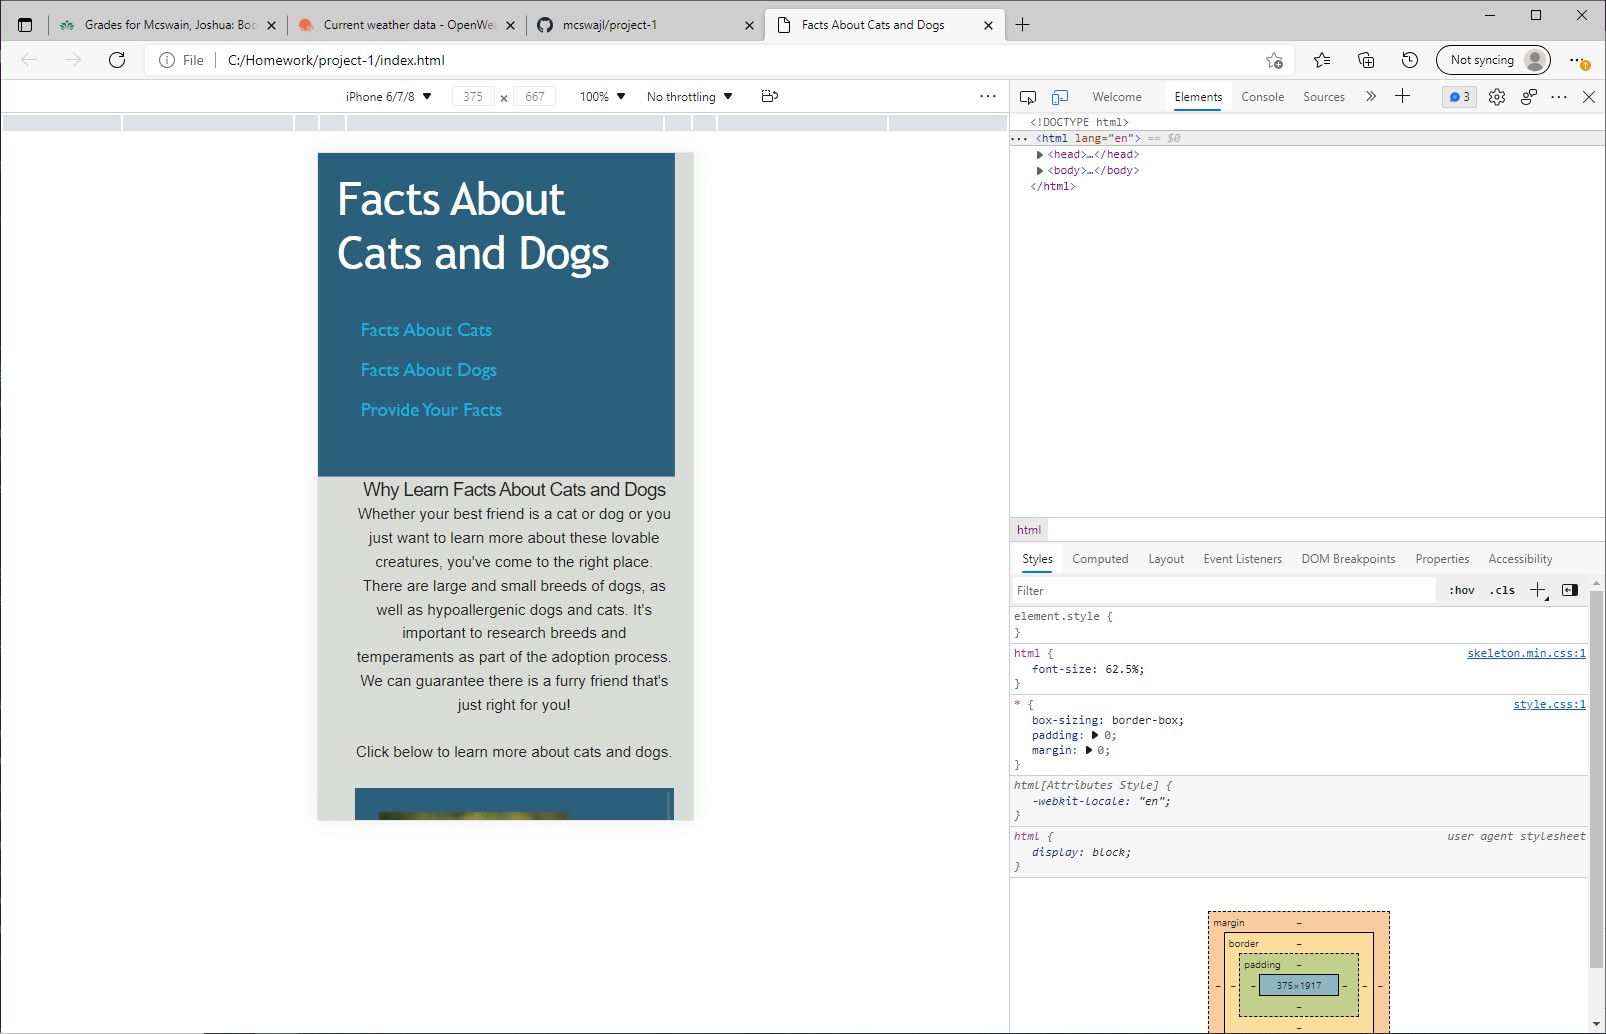 Grades for Mcswain, Joshua: Boo
Current weather data - OpenWea
mcswajl/project-1
Facts About Cats and Dogs
File
C:/Homework/project-1/index.html
Not syncing
iPhone 6/7/8 ▼ 375 x 667 100% ▼ No throttling ▼
Welcome Elements Console Sources 3
Facts About
Cats and Dogs
Facts About Cats
Facts About Dogs
Provide Your Facts
Why Learn Facts About Cats and Dogs
Whether your best friend is a cat or dog or you
just want to learn more about these lovable
creatures, you've come to the right place.
There are large and small breeds of dogs, as
well as hypoallergenic dogs and cats. It's
important to research breeds and
temperaments as part of the adoption process.
We can guarantee there is a furry friend that's
just right for you!
Click below to learn more about cats and dogs.
<!DOCTYPE html>
••• <html lang="en"> == $0
▶ <head>…</head>
▶ <body>…</body>
</html>
html
Styles Computed Layout Event Listeners DOM Breakpoints Properties Accessibility
Filter :hov .cls
element.style {
}
html { skeleton.min.css:1
font-size: 62.5%;
}
* { style.css:1
box-sizing: border-box;
padding: ▶ 0;
margin: ▶ 0;
}
html[Attributes Style] {
-webkit-locale: "en";
}
html { user agent stylesheet
display: block;
}
margin –
border –
padding –
– – – 375×1917 – – –
–
–